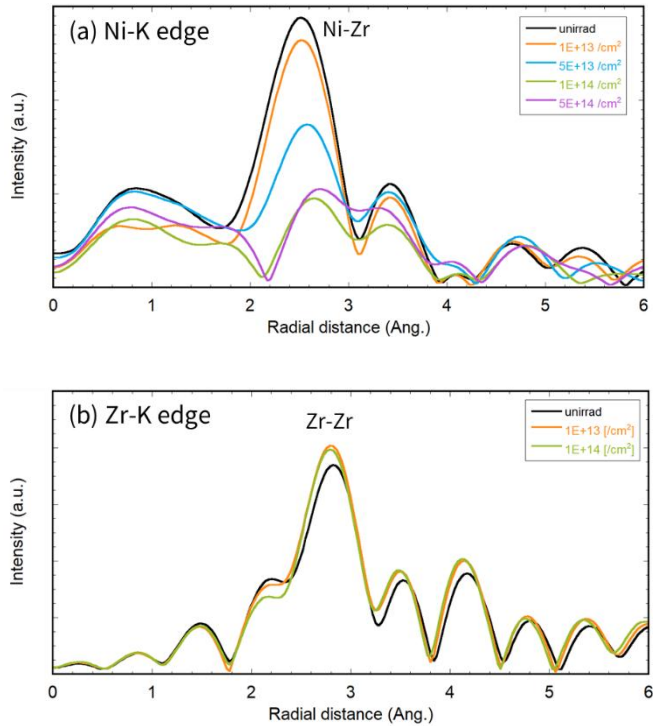 (a) Ni-K edge
Ni-Zr
unirrad
1E+13 /cm²
5E+13 /cm²
1E+14 /cm²
5E+14 /cm²
Intensity (a.u.)
0 1 2 3 4 5 6
Radial distance (Ang.)
(b) Zr-K edge
Zr-Zr
unirrad
1E+13 [/cm²]
1E+14 [/cm²]
Intensity (a.u.)
0 1 2 3 4 5 6
Radial distance (Ang.)